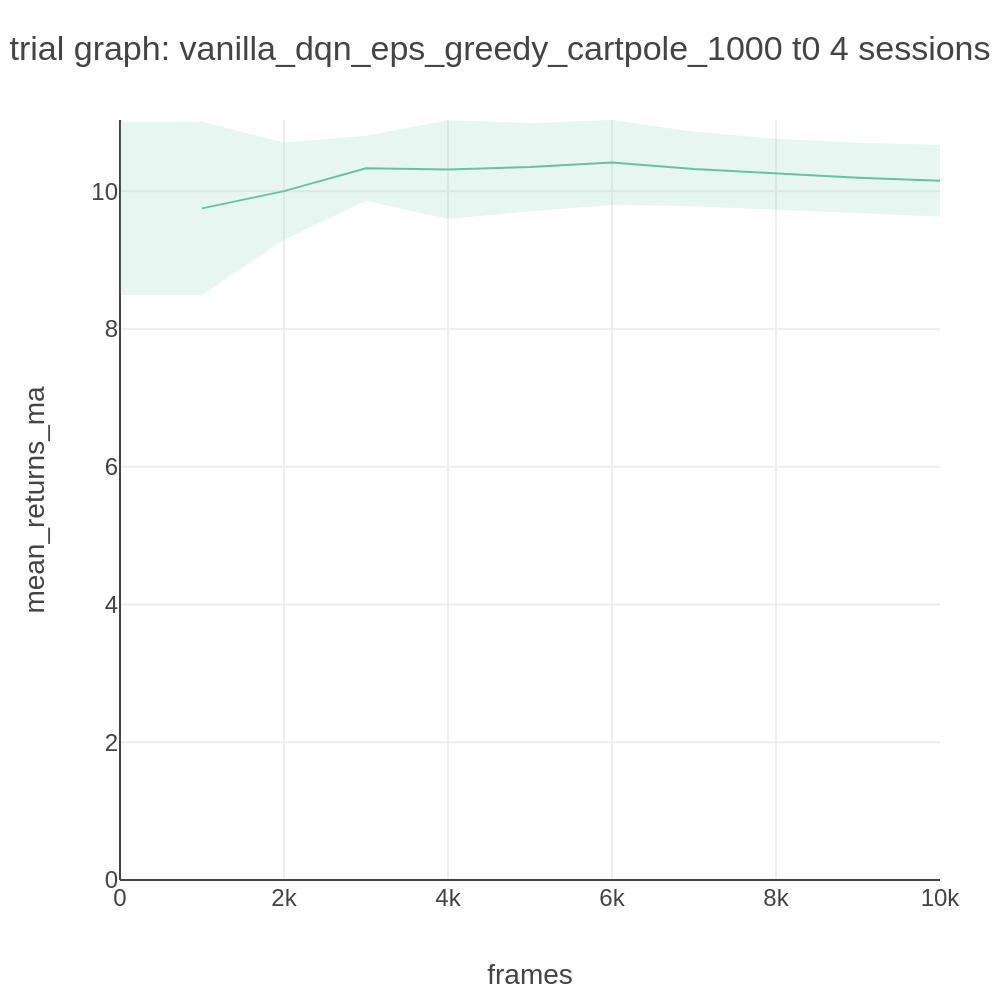 trial graph: vanilla_dqn_eps_greedy_cartpole_1000 t0 4 sessions
mean_returns_ma
10
8
6
4
2
0
0 2k 4k 6k 8k 10k
frames